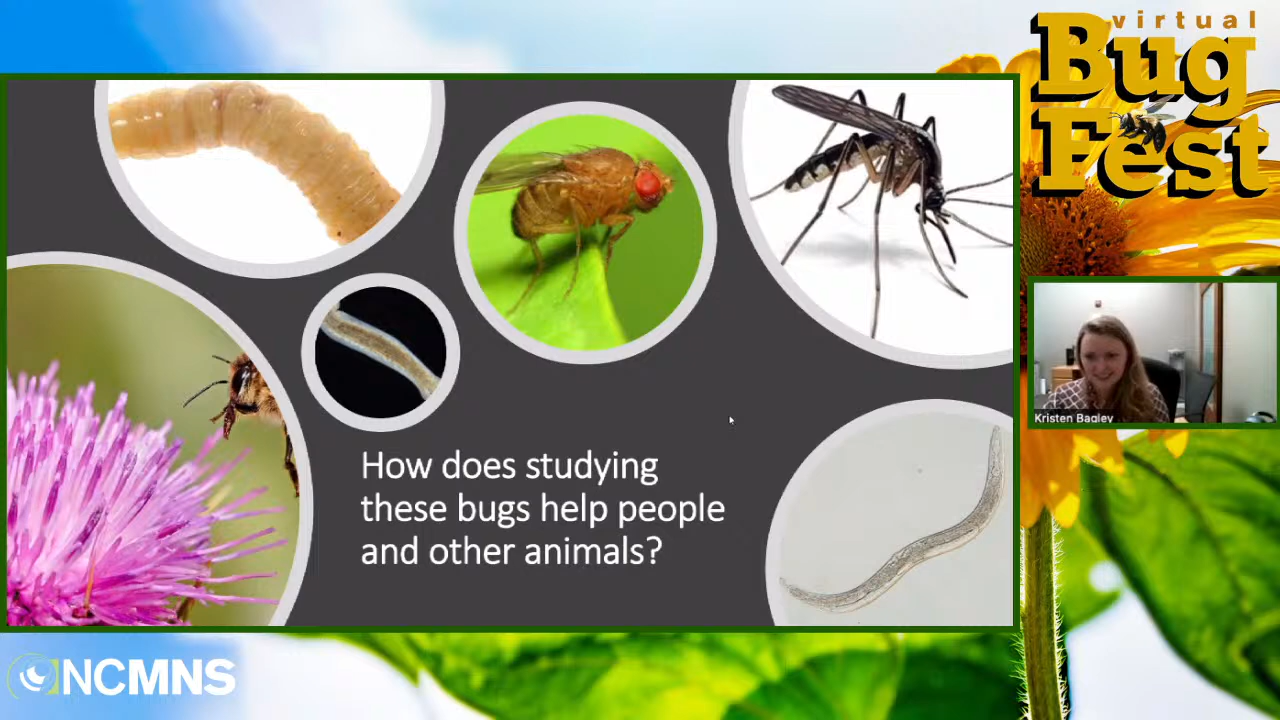 virtual
Bug
Fest
Kristen Bagley
How does studying
these bugs help people
and other animals?
NCMNS